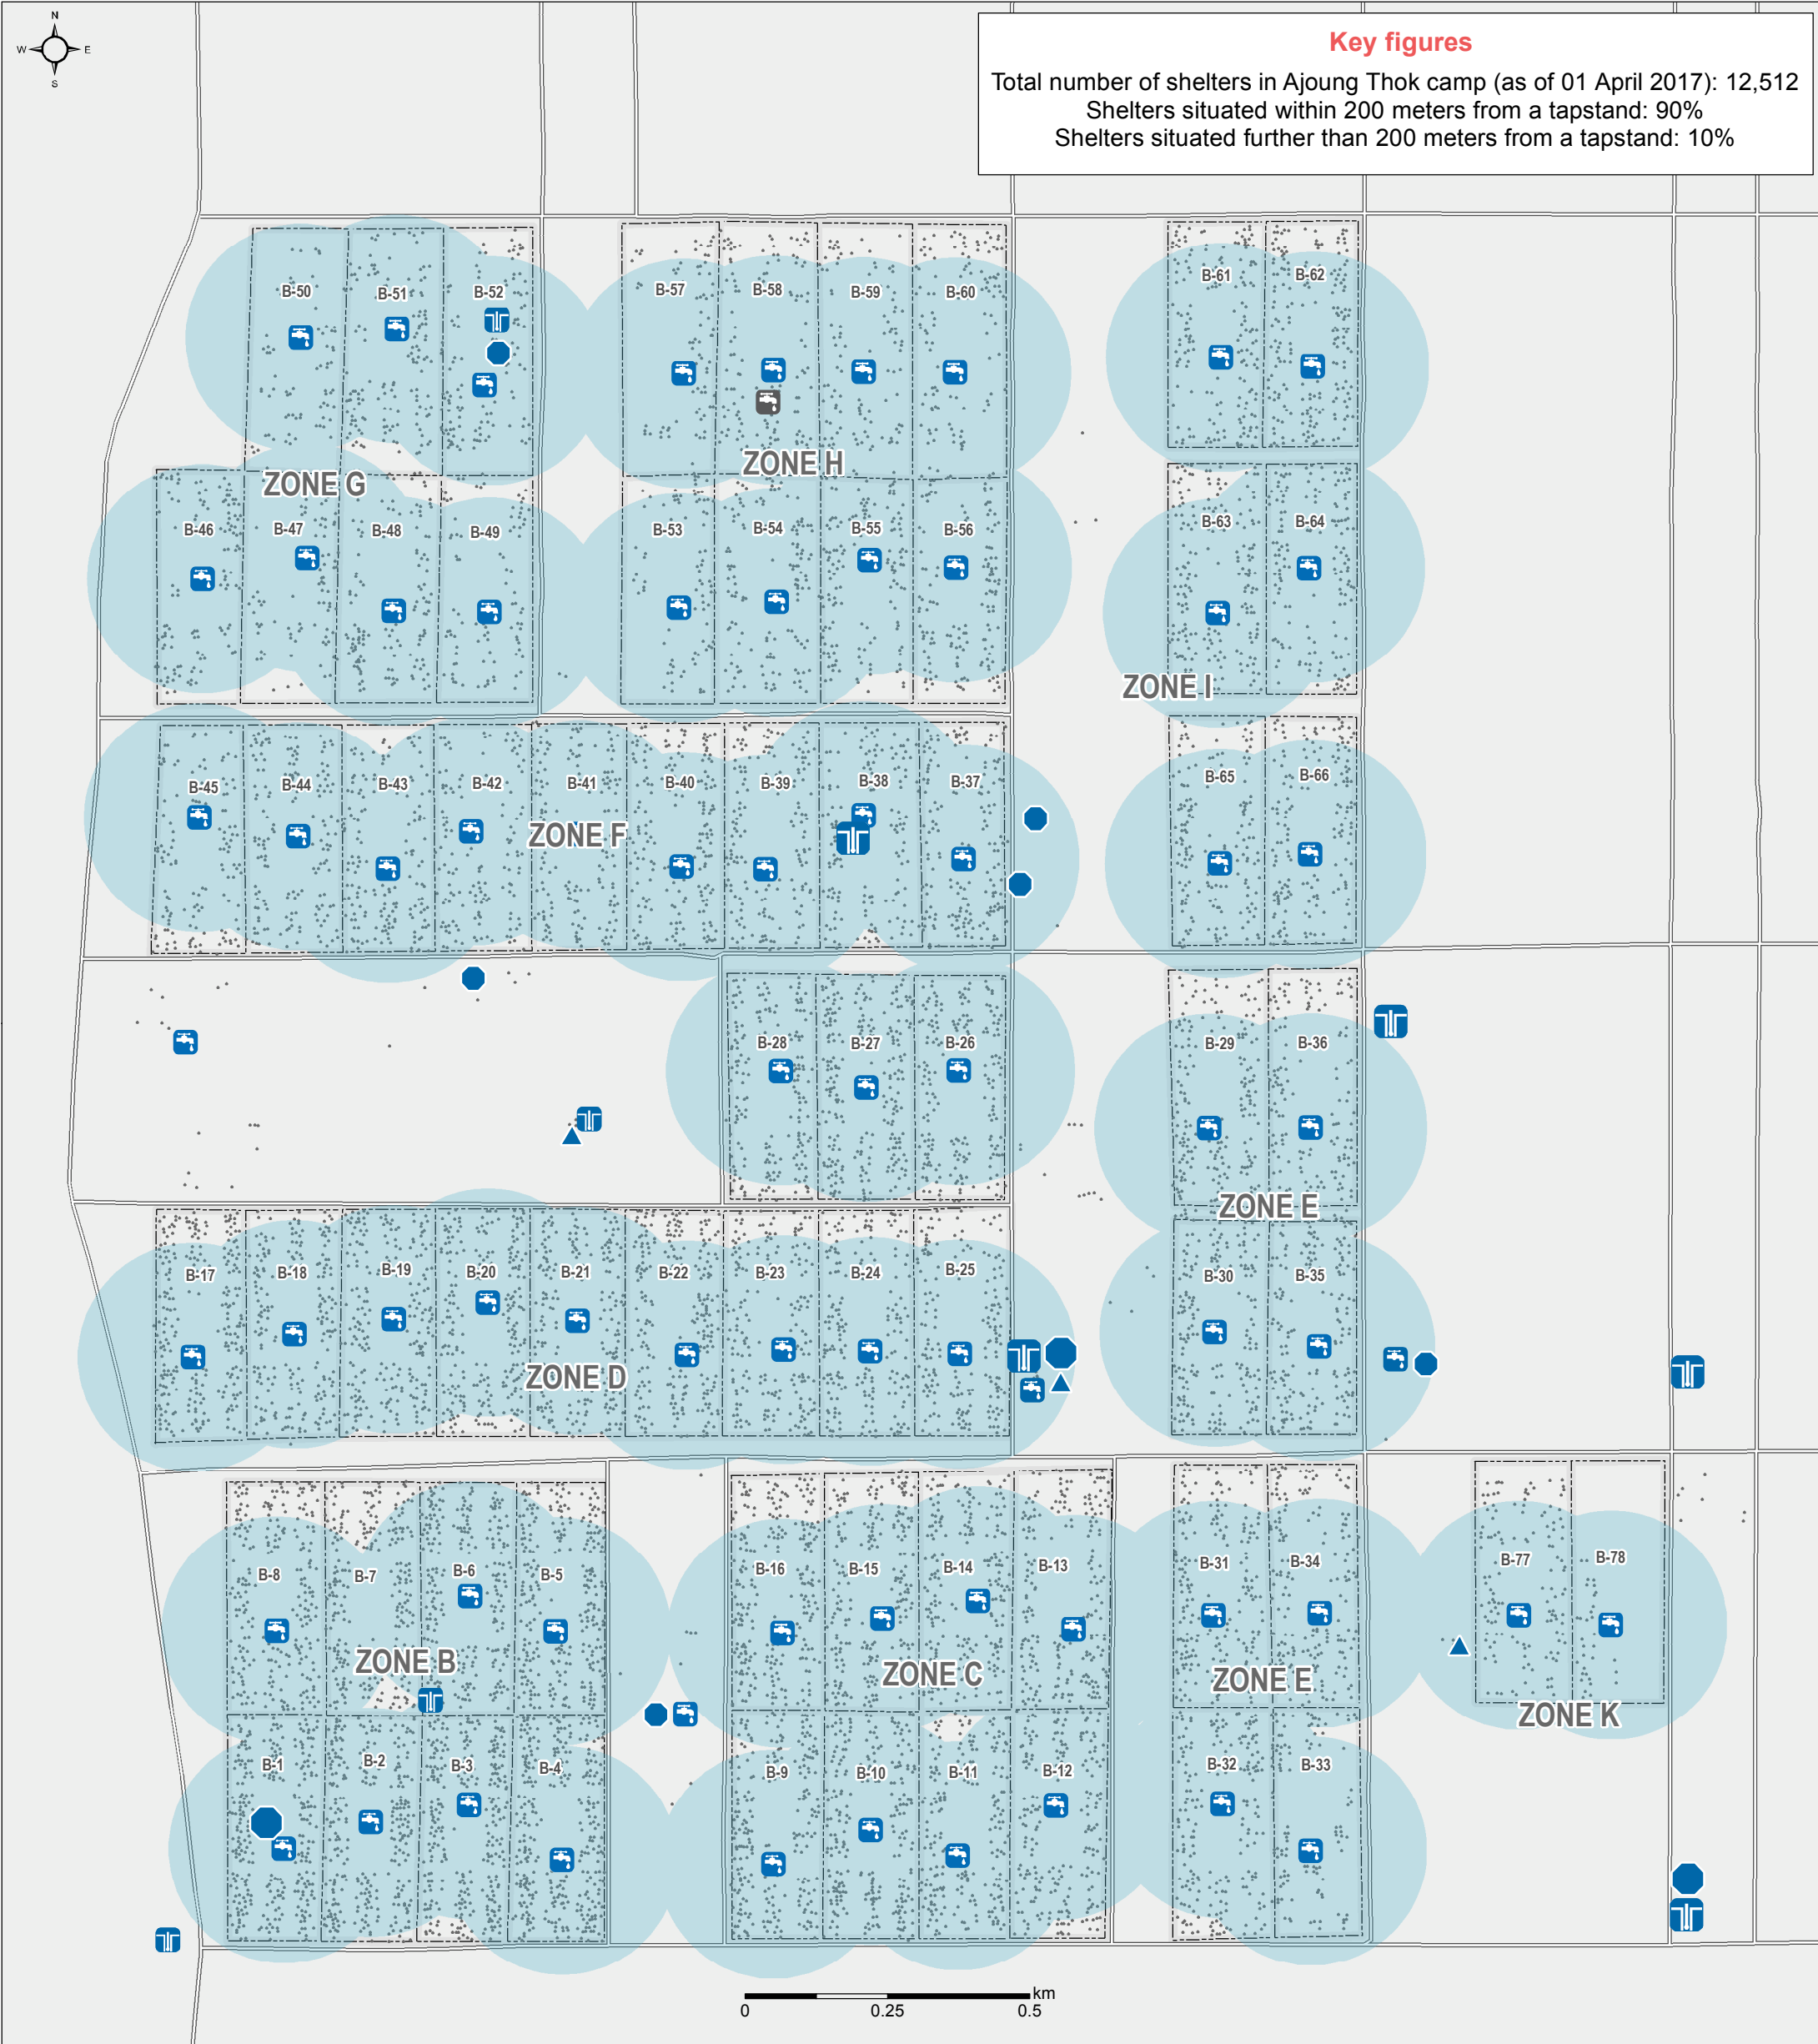 N
W E
S
Key figures
Total number of shelters in Ajoung Thok camp (as of 01 April 2017): 12,512
Shelters situated within 200 meters from a tapstand: 90%
Shelters situated further than 200 meters from a tapstand: 10%
B-50 B-51 B-52 B-57 B-58 B-59 B-60 B-61 B-62
ZONE G ZONE H
B-46 B-47 B-48 B-49 B-53 B-54 B-55 B-56 B-63 B-64
ZONE I
B-45 B-44 B-43 B-42 B-41 B-40 B-39 B-38 B-37 B-65 B-66
ZONE F
B-28 B-27 B-26 B-29 B-36
ZONE E
B-17 B-18 B-19 B-20 B-21 B-22 B-23 B-24 B-25 B-30 B-35
ZONE D
B-8 B-7 B-6 B-5 B-16 B-15 B-14 B-13 B-31 B-34 B-77 B-78
ZONE B ZONE C ZONE E ZONE K
B-1 B-2 B-3 B-4 B-9 B-10 B-11 B-12 B-32 B-33
km
0 0.25 0.5